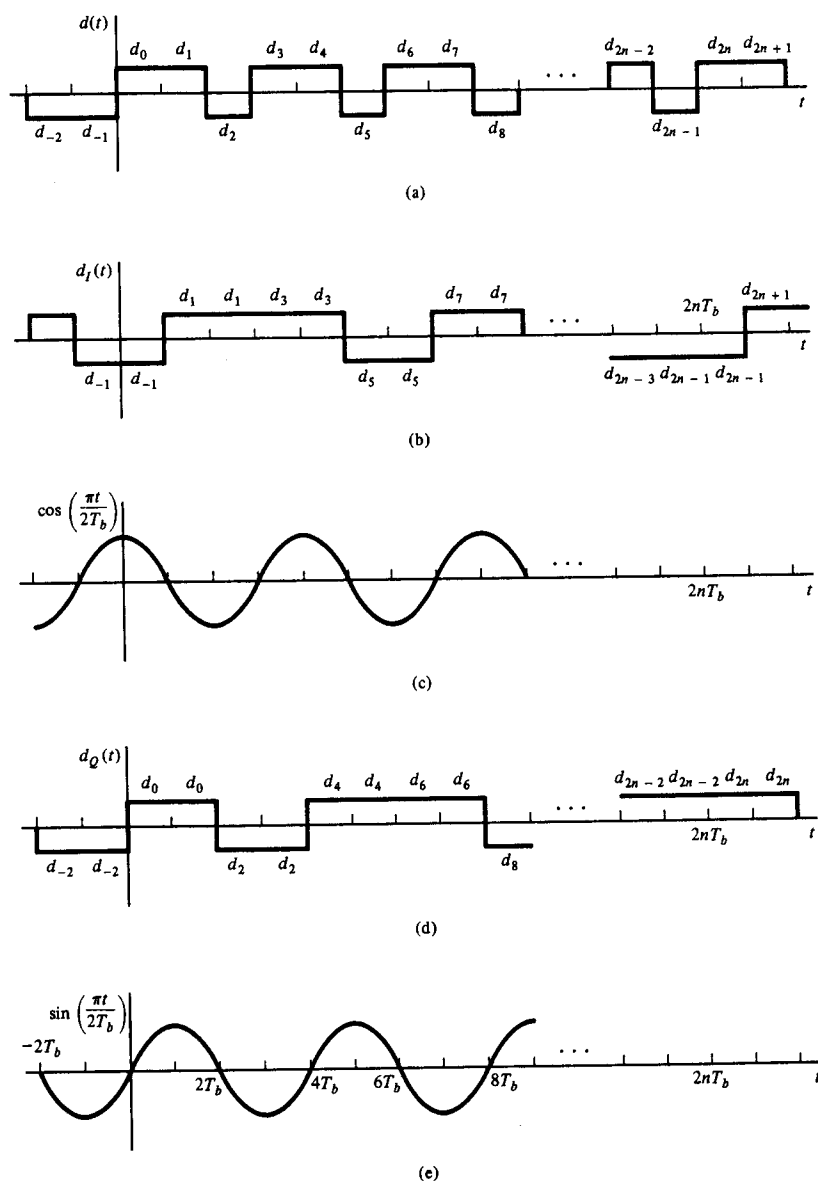 d(t)
d_0 d_1 d_3 d_4 d_6 d_7 ... d_{2n-2} d_{2n} d_{2n+1}
t
d_{-2} d_{-1} d_2 d_5 d_8 d_{2n-1}
(a)
d_I(t)
d_1 d_1 d_3 d_3 d_7 d_7 ... 2nT_b d_{2n+1}
t
d_{-1} d_{-1} d_5 d_5 d_{2n-3} d_{2n-1} d_{2n-1}
(b)
cos (πt/2T_b)
...
2nT_b t
(c)
d_Q(t)
d_0 d_0 d_4 d_4 d_6 d_6 ... d_{2n-2} d_{2n-2} d_{2n} d_{2n}
2nT_b t
d_{-2} d_{-2} d_2 d_2 d_8
(d)
sin (πt/2T_b)
...
-2T_b 2T_b 4T_b 6T_b 8T_b 2nT_b t
(e)